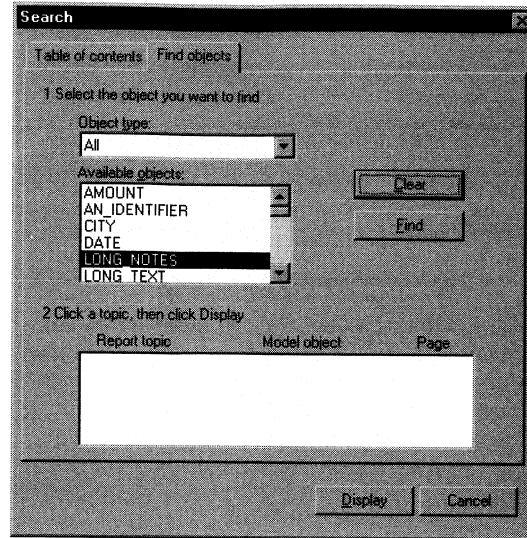 Search
Table of contents Find objects
1 Select the object you want to find
Object type:
All
Available objects:
AMOUNT
AN_IDENTIFIER
CITY
DATE
LONG_NOTES
LONG_TEXT
Clear
Find
2 Click a topic, then click Display
Report topic Model object Page
Display Cancel